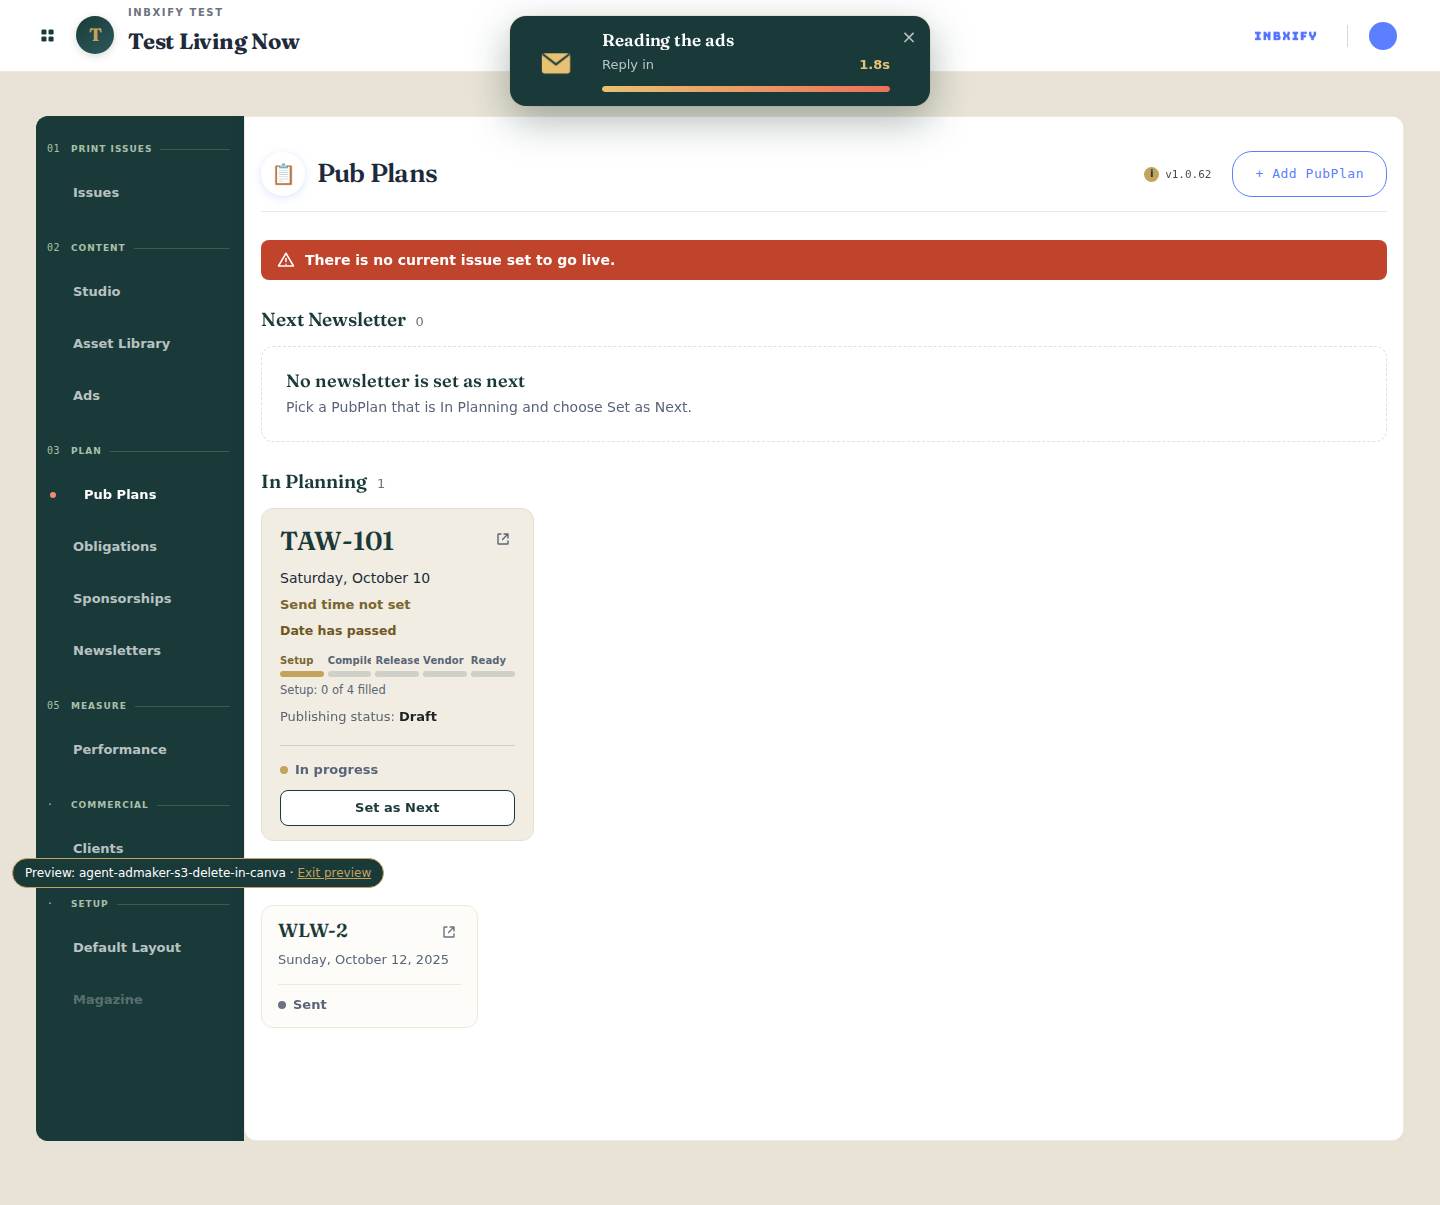 INBXIFY TEST
T
Test Living Now
Reading the ads
Reply in
1.8s
INBXIFY
01 PRINT ISSUES
Issues
02 CONTENT
Studio
Asset Library
Ads
03 PLAN
Pub Plans
Obligations
Sponsorships
Newsletters
05 MEASURE
Performance
· COMMERCIAL
Clients
Preview: agent-admaker-s3-delete-in-canva · Exit preview
· SETUP
Default Layout
Magazine
Pub Plans
i v1.0.62
+ Add PubPlan
There is no current issue set to go live.
Next Newsletter 0
No newsletter is set as next
Pick a PubPlan that is In Planning and choose Set as Next.
In Planning 1
TAW-101
Saturday, October 10
Send time not set
Date has passed
Setup Compile Release Vendor Ready
Setup: 0 of 4 filled
Publishing status: Draft
In progress
Set as Next
WLW-2
Sunday, October 12, 2025
Sent